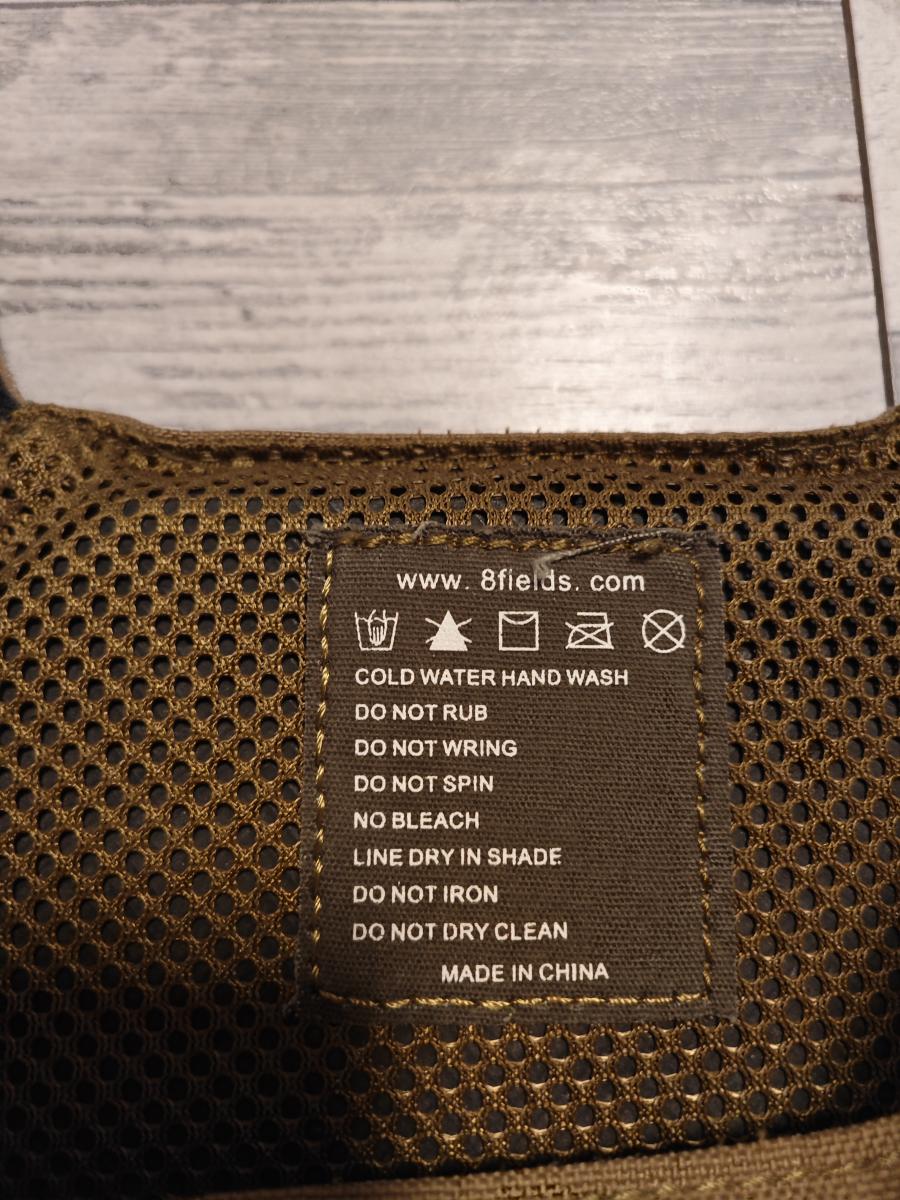 www. 8fields. com
COLD WATER HAND WASH
DO NOT RUB
DO NOT WRING
DO NOT SPIN
NO BLEACH
LINE DRY IN SHADE
DO NOT IRON
DO NOT DRY CLEAN
MADE IN CHINA